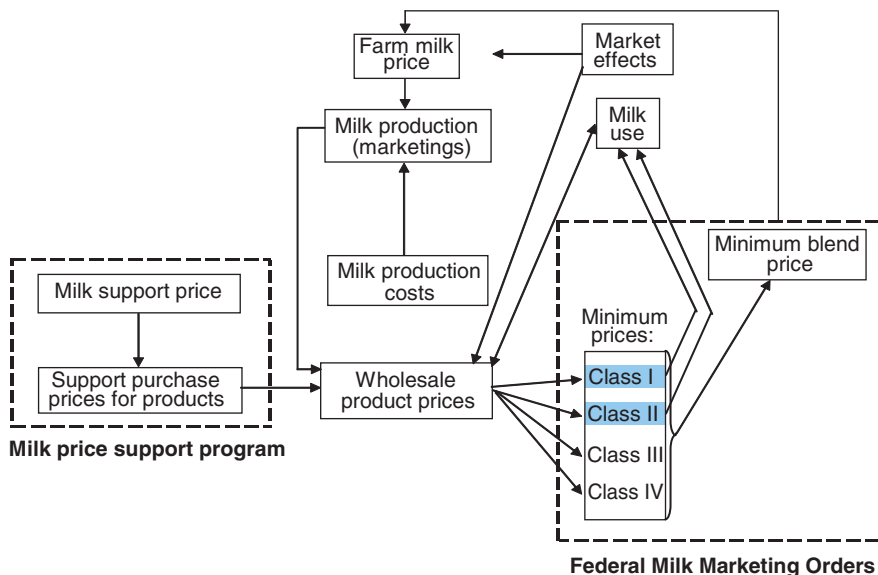 Farm milk
price
Market
effects
Milk production
(marketings)
Milk
use
Minimum blend
price
Milk production
costs
Milk support price
Minimum
prices:
Support purchase
prices for products
Wholesale
product prices
Class I
Class II
Class III
Class IV
Milk price support program
Federal Milk Marketing Orders